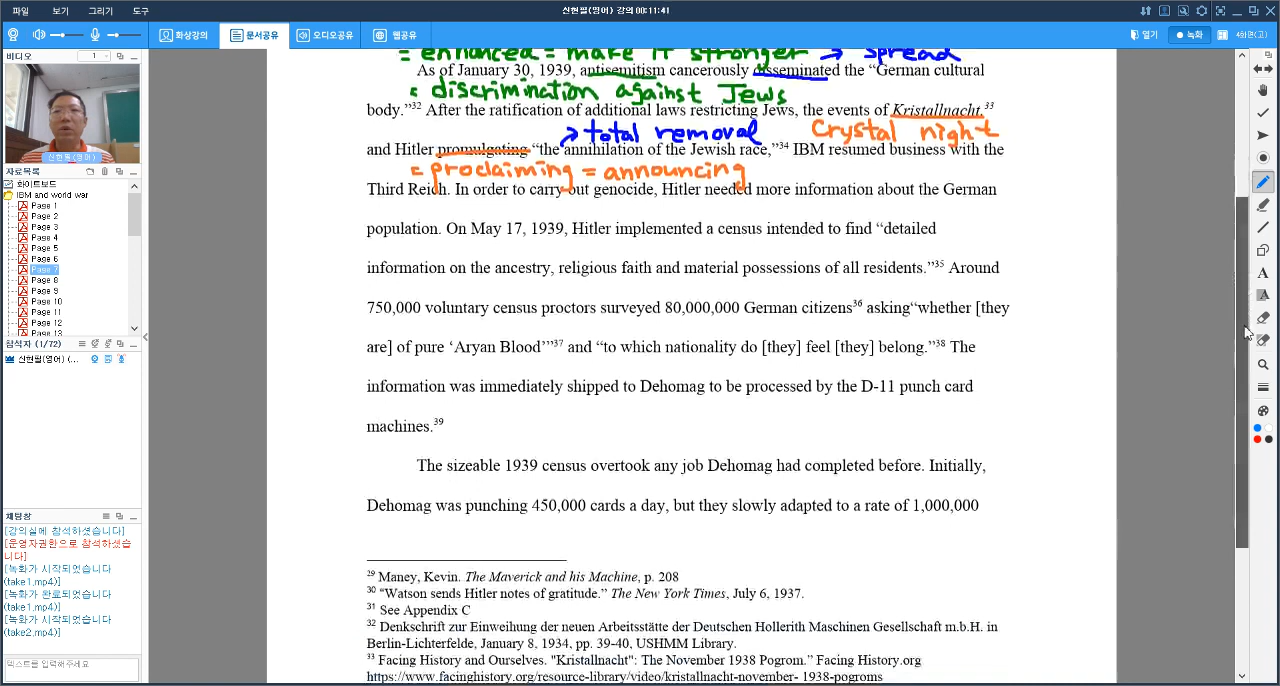 파일 보기 그리기 도구 신현필(영어) 강의 00:11:41
화상강의 문서공유 오디오공유 웹공유 열기 녹화 4화면(고)
비디오 1
신현필(영어)
자료목록
화이트보드
IBM and world war
Page 1
Page 2
Page 3
Page 4
Page 5
Page 6
Page 7
Page 8
Page 9
Page 10
Page 11
Page 12
Page 13
참석자 (1/72)
신현필(영어) (...
채팅창
[강의실에 참석하셨습니다]
[운영자권한으로 참석하셧습
니다]
[녹화가 시작되었습니다
(take1.mp4)]
[녹화가 완료되었습니다
(take1.mp4)]
[녹화가 시작되었습니다
(take2.mp4)]
텍스트를 입력해주세요
= enhanced = make it stronger → spread
As of January 30, 1939, antisemitism cancerously disseminated the “German cultural
= discrimination against Jews
body.”32 After the ratification of additional laws restricting Jews, the events of Kristallnacht,33
→ total removal Crystal night
and Hitler promulgating “the annihilation of the Jewish race,”34 IBM resumed business with the
= proclaiming = announcing
Third Reich. In order to carry out genocide, Hitler needed more information about the German
population. On May 17, 1939, Hitler implemented a census intended to find “detailed
information on the ancestry, religious faith and material possessions of all residents.”35 Around
750,000 voluntary census proctors surveyed 80,000,000 German citizens36 asking“whether [they
are] of pure ‘Aryan Blood’”37 and “to which nationality do [they] feel [they] belong.”38 The
information was immediately shipped to Dehomag to be processed by the D-11 punch card
machines.39
The sizeable 1939 census overtook any job Dehomag had completed before. Initially,
Dehomag was punching 450,000 cards a day, but they slowly adapted to a rate of 1,000,000
29 Maney, Kevin. The Maverick and his Machine, p. 208
30 “Watson sends Hitler notes of gratitude.” The New York Times, July 6, 1937.
31 See Appendix C
32 Denkschrift zur Einweihung der neuen Arbeitsstätte der Deutschen Hollerith Maschinen Gesellschaft m.b.H. in
Berlin-Lichterfelde, January 8, 1934, pp. 39-40, USHMM Library.
33 Facing History and Ourselves. "Kristallnacht": The November 1938 Pogrom.” Facing History.org
https://www.facinghistory.org/resource-library/video/kristallnacht-november- 1938-pogroms